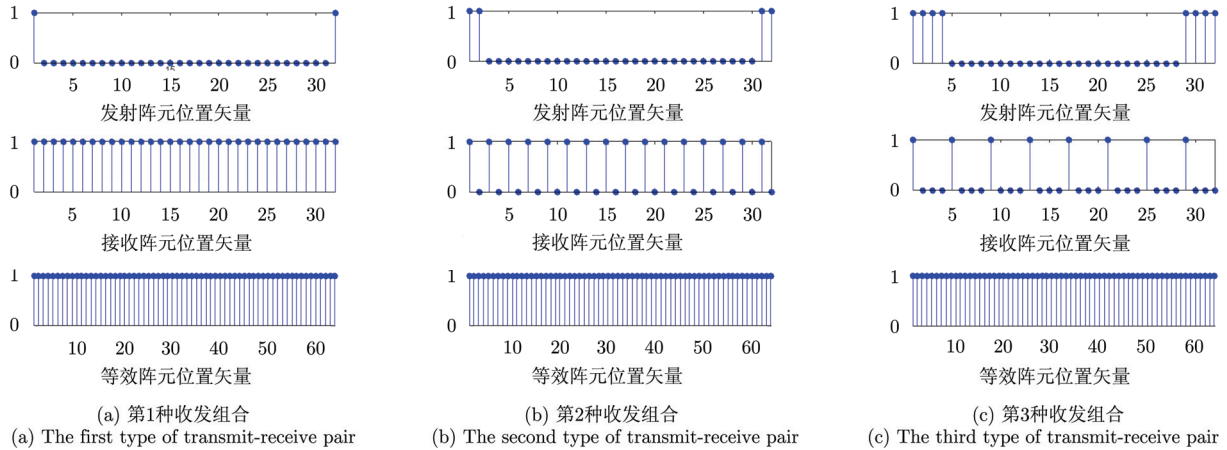 1
0
5 10 15 20 25 30
发射阵元位置矢量
1
0
5 10 15 20 25 30
接收阵元位置矢量
1
0
10 20 30 40 50 60
等效阵元位置矢量
(a) 第1种收发组合
(a) The first type of transmit-receive pair
1
0
5 10 15 20 25 30
发射阵元位置矢量
1
0
5 10 15 20 25 30
接收阵元位置矢量
1
0
10 20 30 40 50 60
等效阵元位置矢量
(b) 第2种收发组合
(b) The second type of transmit-receive pair
1
0
5 10 15 20 25 30
发射阵元位置矢量
1
0
5 10 15 20 25 30
接收阵元位置矢量
1
0
10 20 30 40 50 60
等效阵元位置矢量
(c) 第3种收发组合
(c) The third type of transmit-receive pair